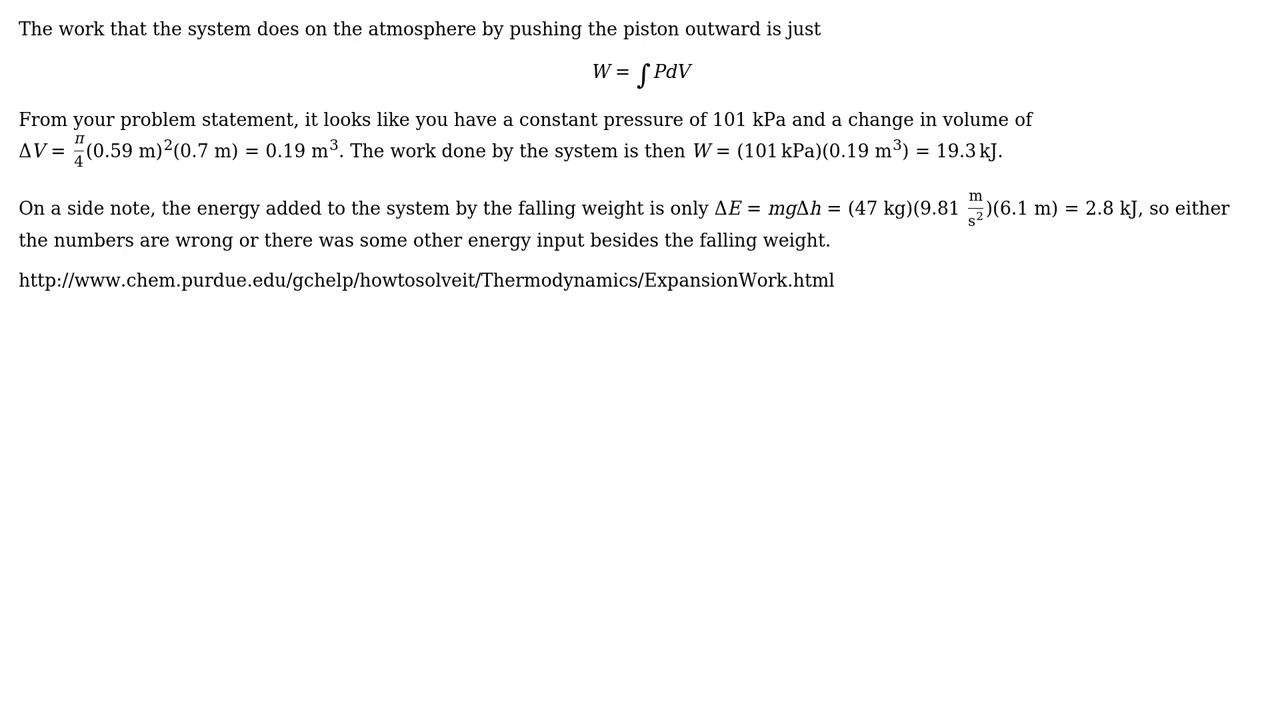 The work that the system does on the atmosphere by pushing the piston outward is just
W = ∫ PdV
From your problem statement, it looks like you have a constant pressure of 101 kPa and a change in volume of
ΔV = π/4(0.59 m)²(0.7 m) = 0.19 m³. The work done by the system is then W = (101 kPa)(0.19 m³) = 19.3 kJ.
On a side note, the energy added to the system by the falling weight is only ΔE = mgΔh = (47 kg)(9.81 m/s²)(6.1 m) = 2.8 kJ, so either
the numbers are wrong or there was some other energy input besides the falling weight.
http://www.chem.purdue.edu/gchelp/howtosolveit/Thermodynamics/ExpansionWork.html